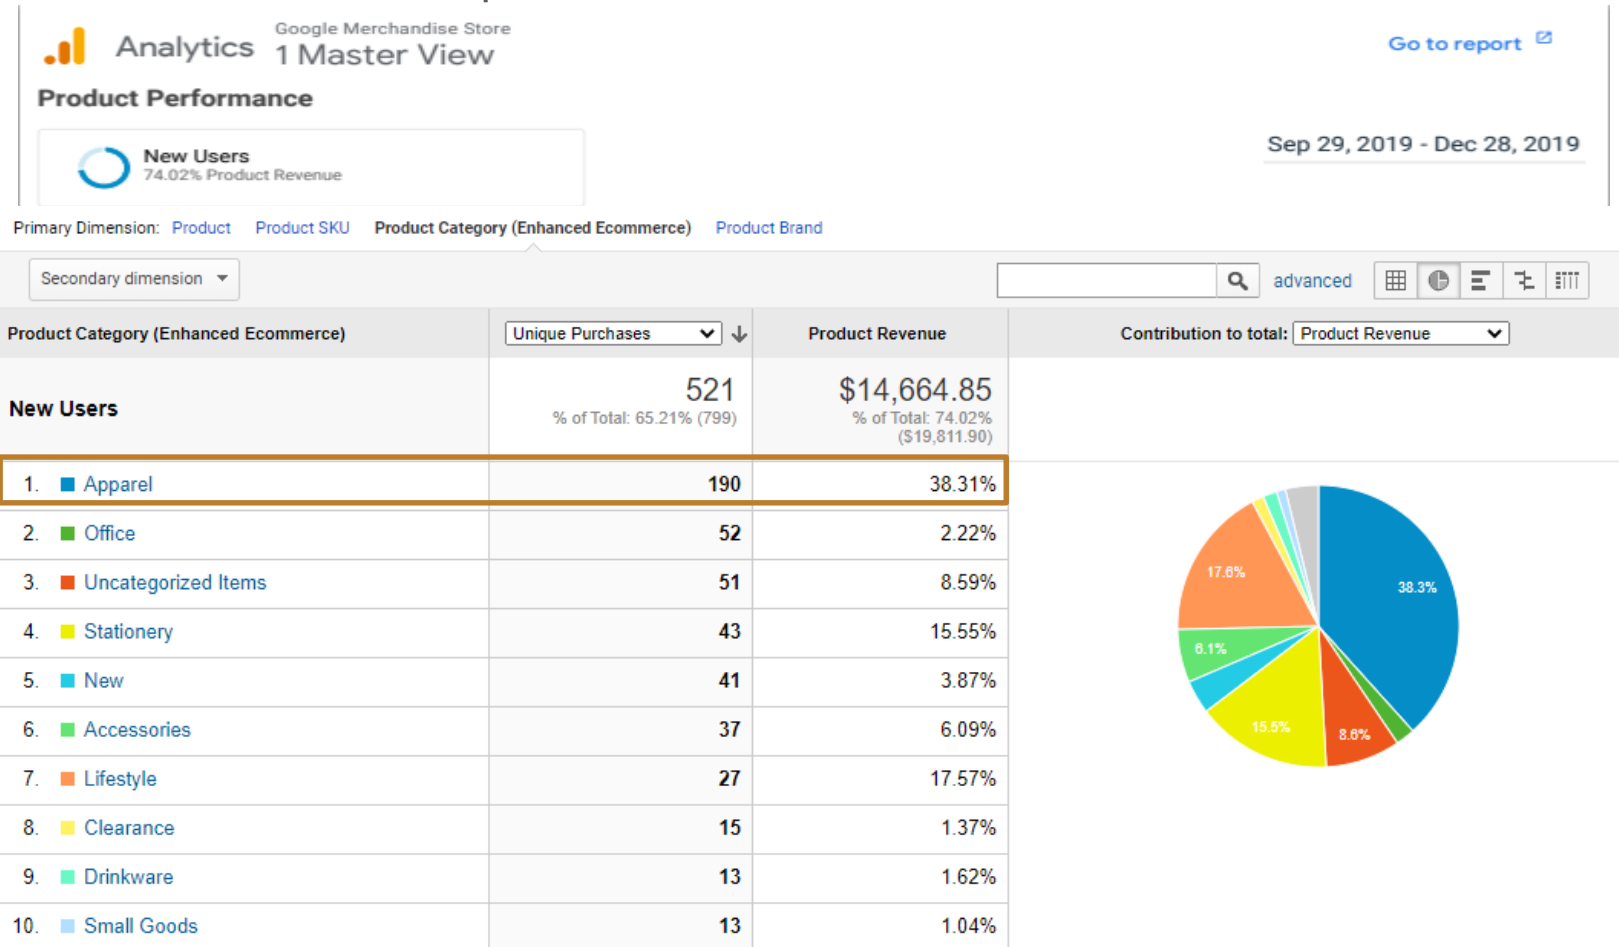 Google Merchandise Store
Analytics 1 Master View
Go to report
Product Performance
New Users
74.02% Product Revenue
Sep 29, 2019 - Dec 28, 2019
Primary Dimension: Product Product SKU Product Category (Enhanced Ecommerce) Product Brand
Secondary dimension
advanced
Product Category (Enhanced Ecommerce) Unique Purchases Product Revenue Contribution to total: Product Revenue
New Users
521
% of Total: 65.21% (799)
$14,664.85
% of Total: 74.02%
($19,811.90)
1. Apparel 190 38.31%
2. Office 52 2.22%
3. Uncategorized Items 51 8.59%
4. Stationery 43 15.55%
5. New 41 3.87%
6. Accessories 37 6.09%
7. Lifestyle 27 17.57%
8. Clearance 15 1.37%
9. Drinkware 13 1.62%
10. Small Goods 13 1.04%
17.6%
38.3%
6.1%
15.5%
8.6%